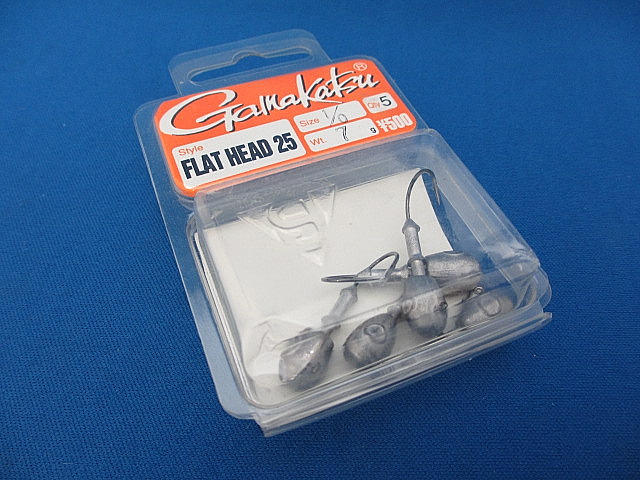 Gamakatsu®
Style
FLAT HEAD 25
Size 1/0
Qty 5
Wt. 7 g
¥500